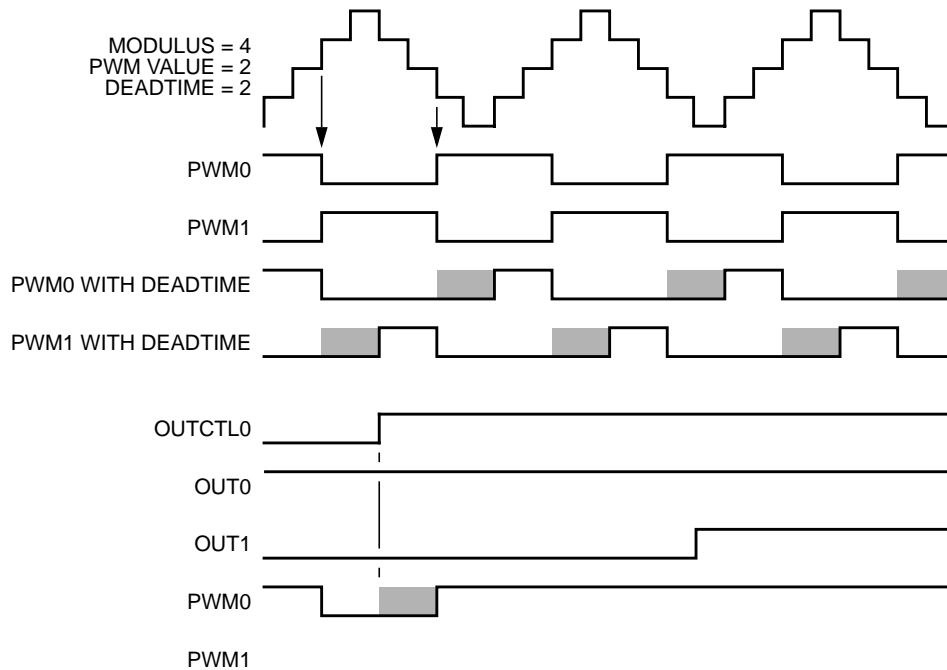 MODULUS = 4
PWM VALUE = 2
DEADTIME = 2
PWM0
PWM1
PWM0 WITH DEADTIME
PWM1 WITH DEADTIME
OUTCTL0
OUT0
OUT1
PWM0
PWM1